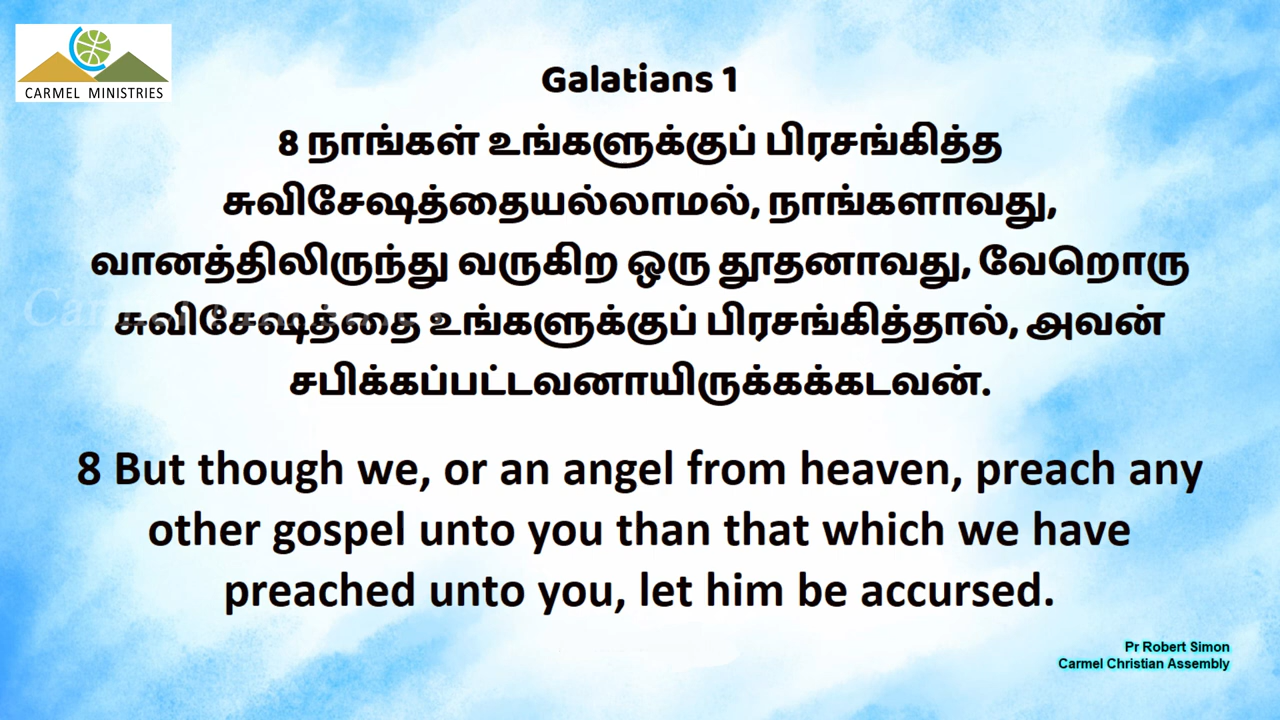 CARMEL MINISTRIES
Galatians 1
8 நாங்கள் உங்களுக்குப் பிரசங்கித்த
சுவிசேஷத்தையல்லாமல், நாங்களாவது,
வானத்திலிருந்து வருகிற ஒரு தூதனாவது, வேறொரு
சுவிசேஷத்தை உங்களுக்குப் பிரசங்கித்தால், அவன்
சபிக்கப்பட்டவனாயிருக்கக்கடவன்.
8 But though we, or an angel from heaven, preach any
other gospel unto you than that which we have
preached unto you, let him be accursed.
Pr Robert Simon
Carmel Christian Assembly